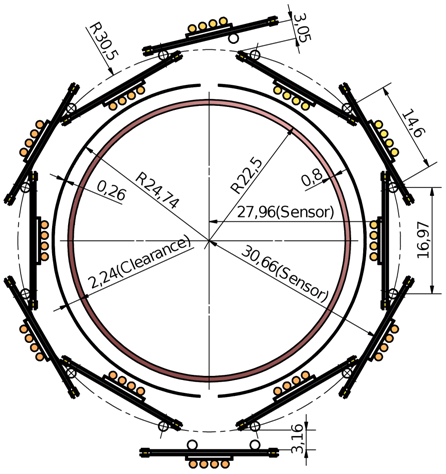 R30,5
3,05
14,6
0,26
R24,74
R22,5
0,8
27,96(Sensor)
16,97
2,24(Clearance)
30,66(Sensor)
3,16